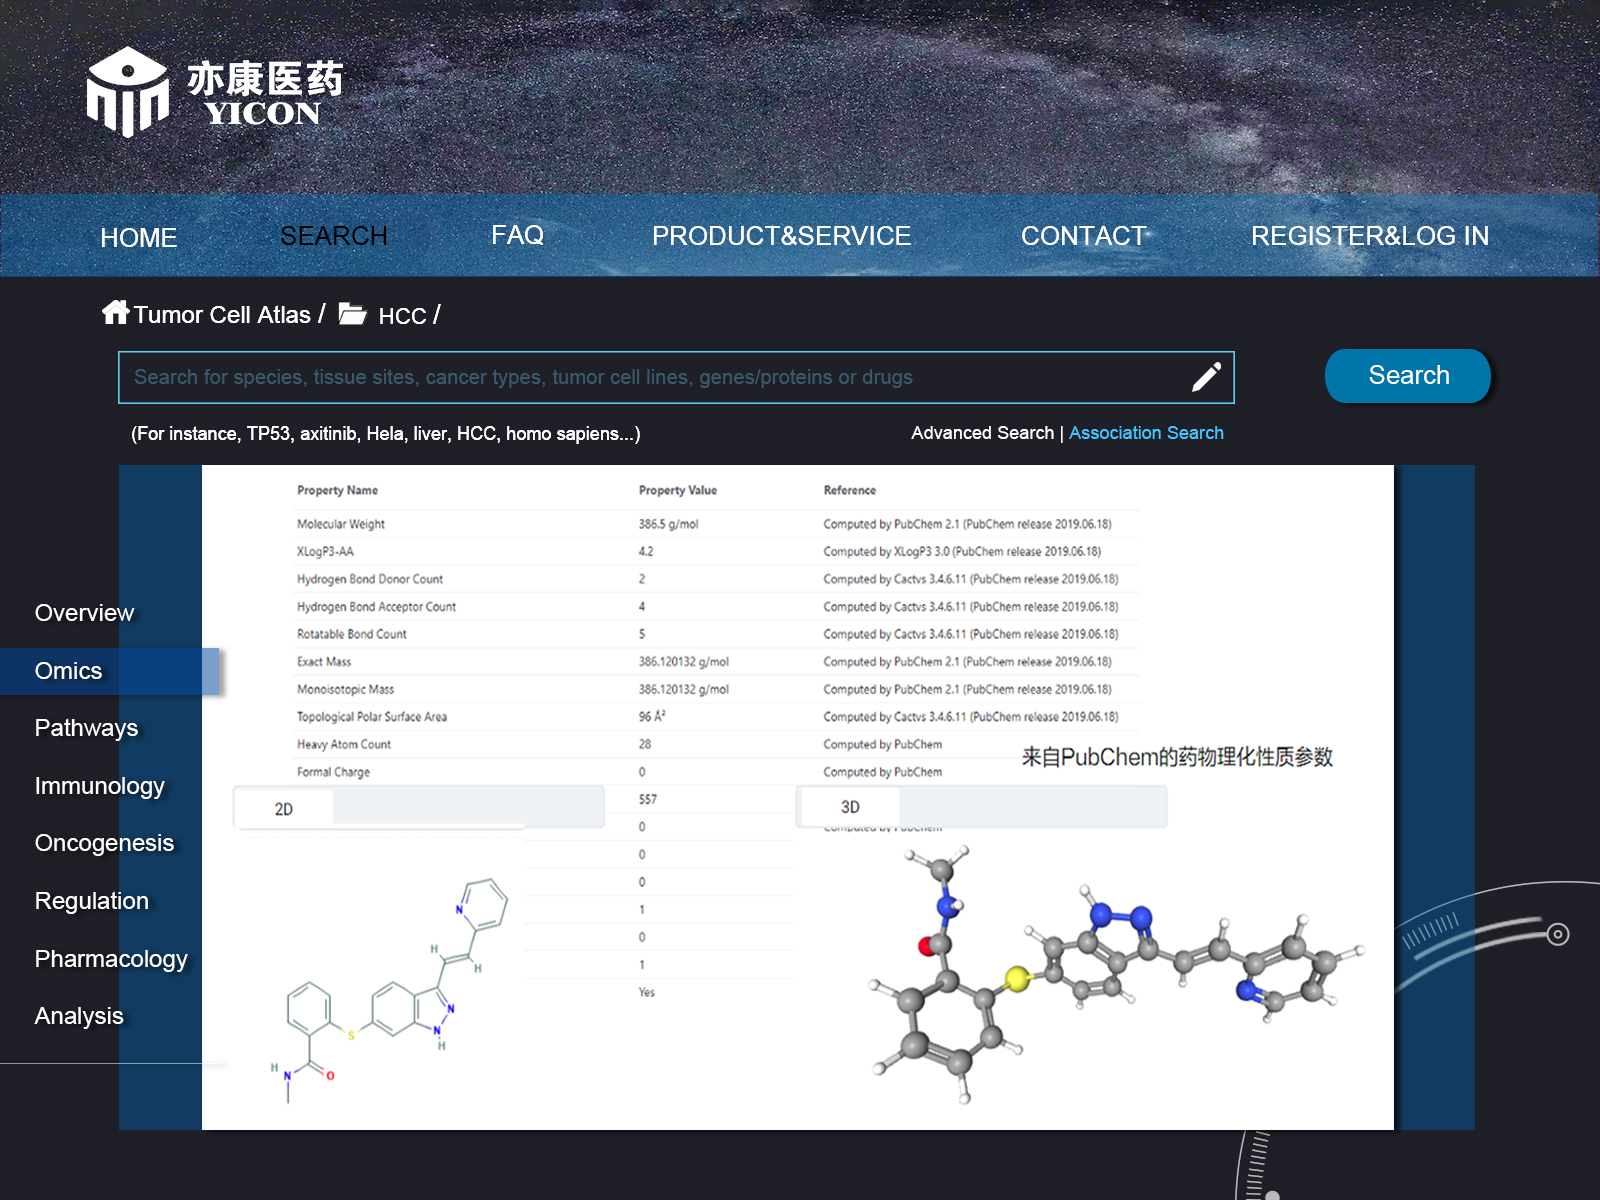 亦康医药
YICON
HOME SEARCH FAQ PRODUCT&SERVICE CONTACT REGISTER&LOG IN
Tumor Cell Atlas / HCC /
Search for species, tissue sites, cancer types, tumor cell lines, genes/proteins or drugs
Search
(For instance, TP53, axitinib, Hela, liver, HCC, homo sapiens...)
Advanced Search | Association Search
Overview
Omics
Pathways
Immunology
Oncogenesis
Regulation
Pharmacology
Analysis
Property Name Property Value Reference
Molecular Weight 386.5 g/mol Computed by PubChem 2.1 (PubChem release 2019.06.18)
XLogP3-AA 4.2 Computed by XLogP3 3.0 (PubChem release 2019.06.18)
Hydrogen Bond Donor Count 2 Computed by Cactvs 3.4.6.11 (PubChem release 2019.06.18)
Hydrogen Bond Acceptor Count 4 Computed by Cactvs 3.4.6.11 (PubChem release 2019.06.18)
Rotatable Bond Count 5 Computed by Cactvs 3.4.6.11 (PubChem release 2019.06.18)
Exact Mass 386.120132 g/mol Computed by PubChem 2.1 (PubChem release 2019.06.18)
Monoisotopic Mass 386.120132 g/mol Computed by PubChem 2.1 (PubChem release 2019.06.18)
Topological Polar Surface Area 96 Å² Computed by Cactvs 3.4.6.11 (PubChem release 2019.06.18)
Heavy Atom Count 28 Computed by PubChem
来自PubChem的药物理化性质参数
Formal Charge 0 Computed by PubChem
557
2D
3D
0 Computed by PubChem
0
0
1
0
1
Yes
N
H
H
N
N
H
S
H
N
O